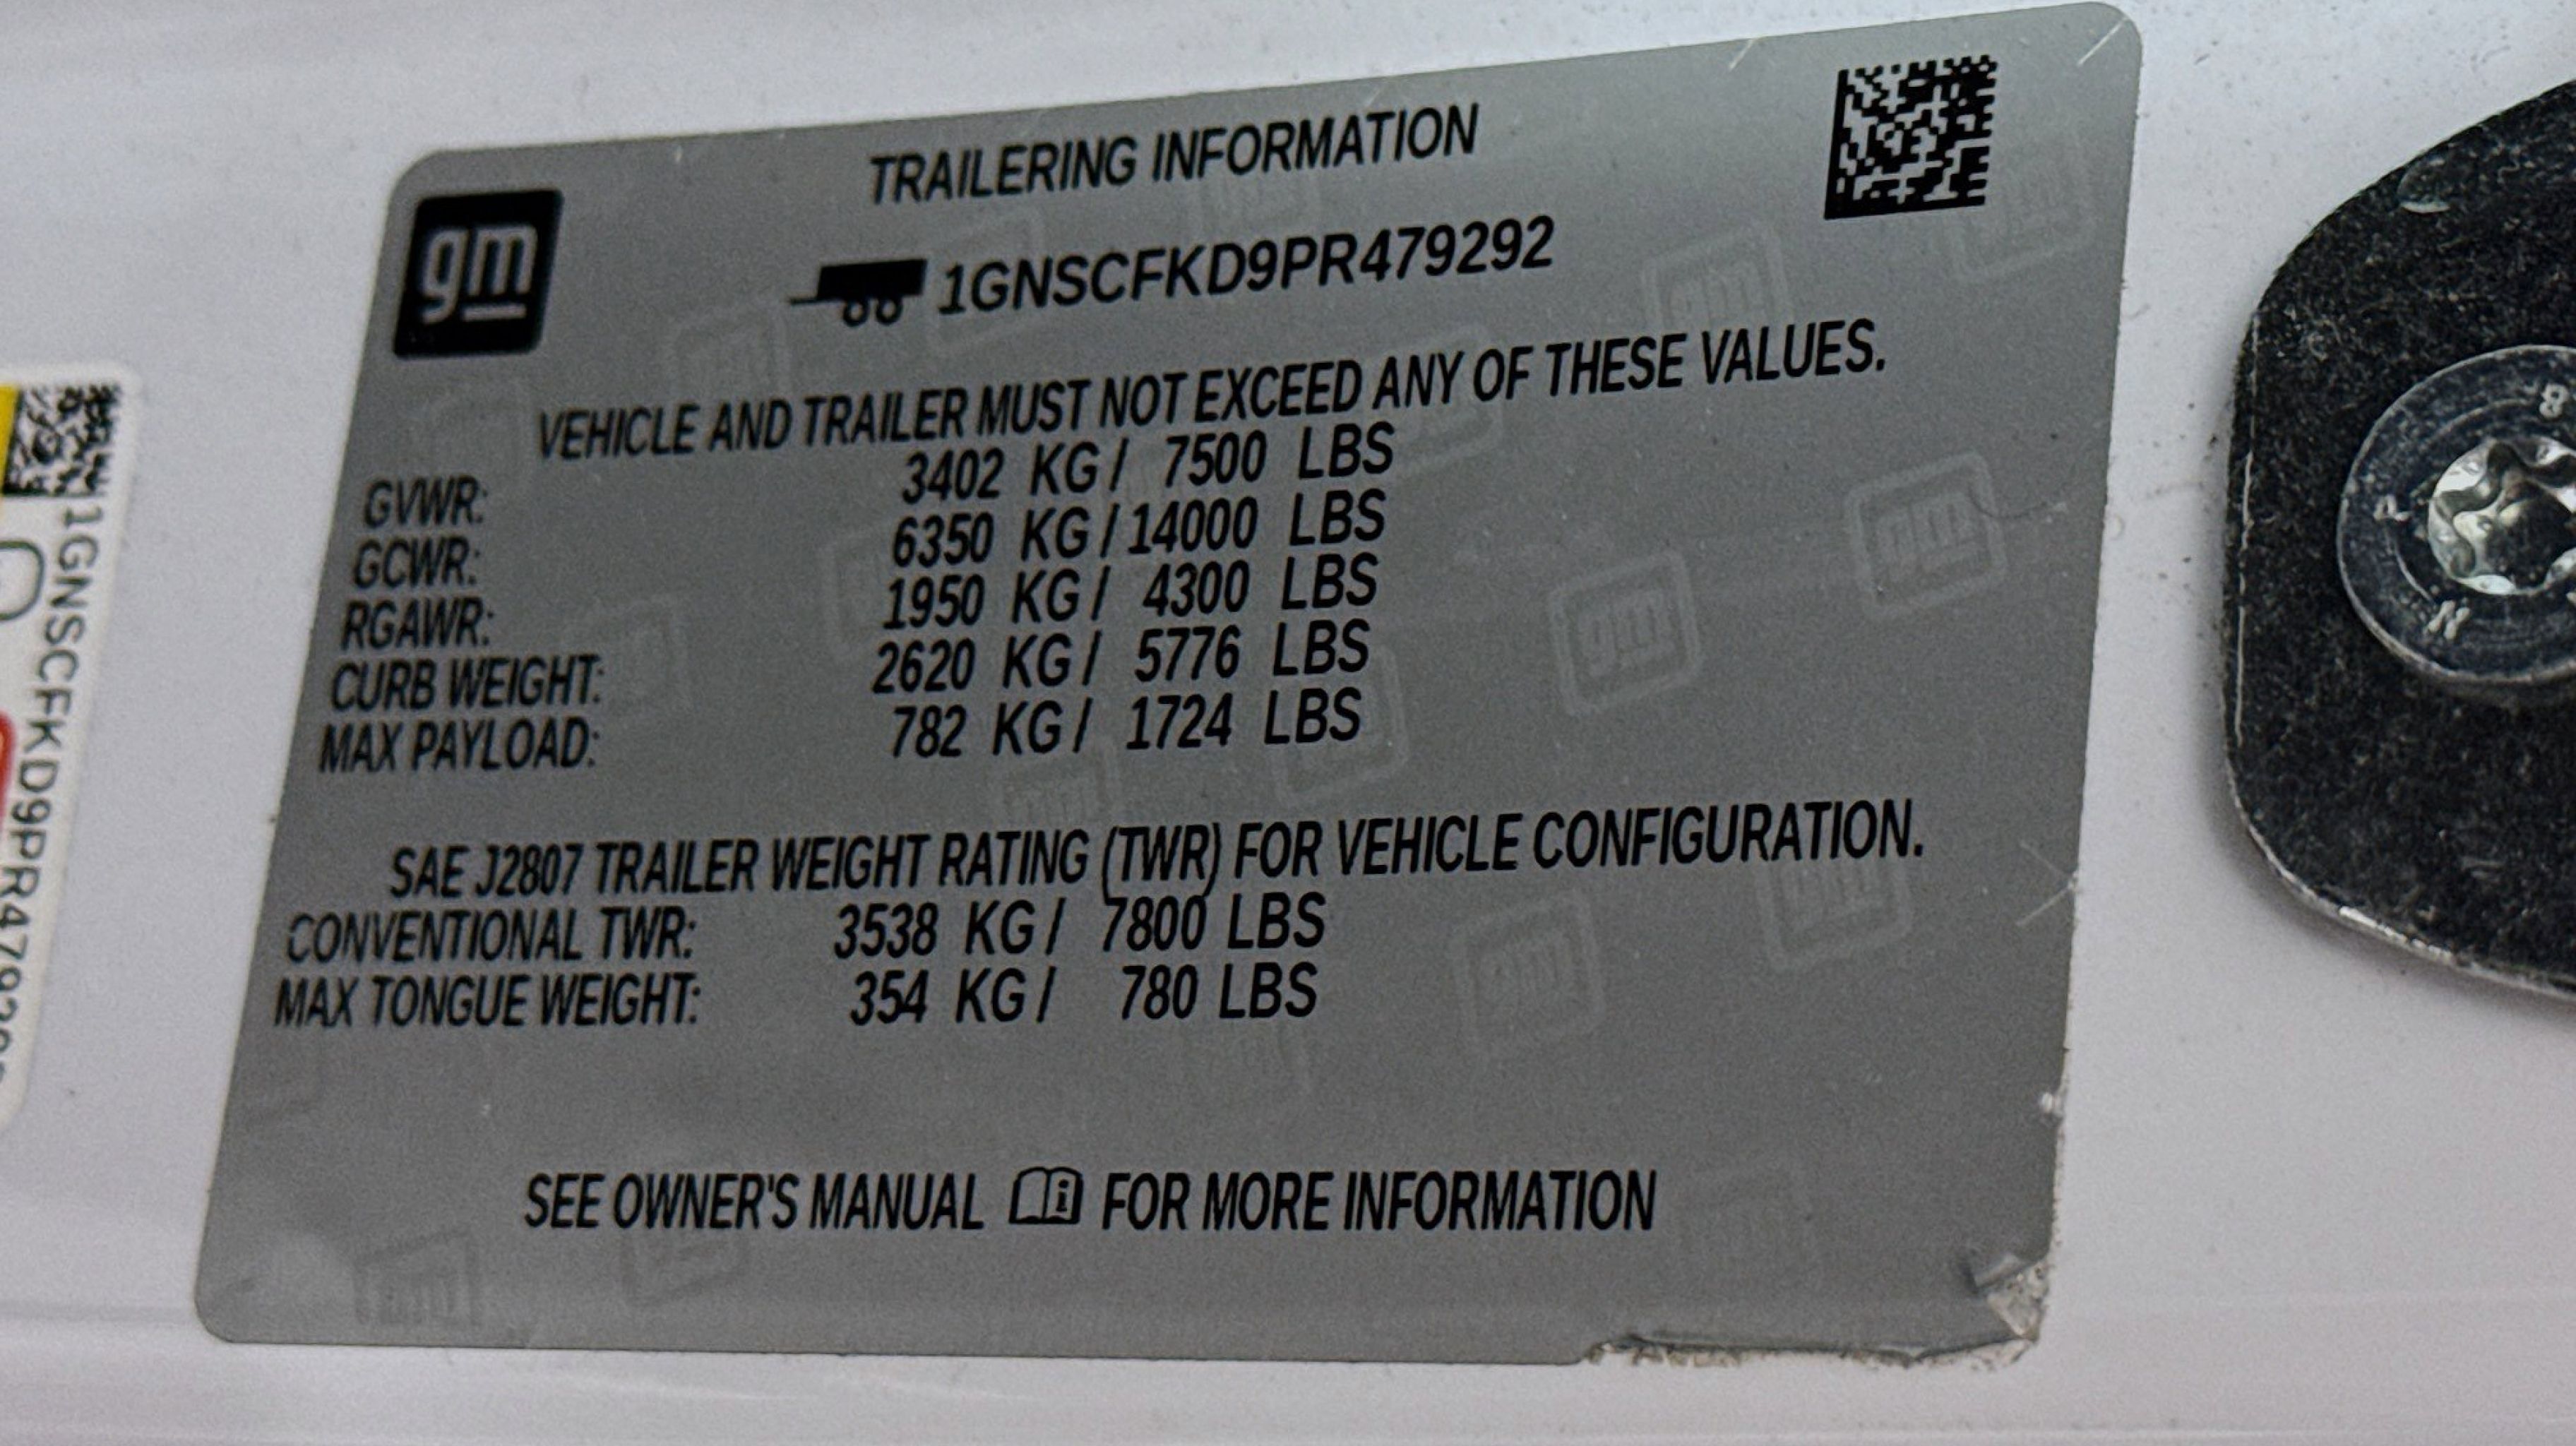 gm
TRAILERING INFORMATION
1GNSCFKD9PR479292
VEHICLE AND TRAILER MUST NOT EXCEED ANY OF THESE VALUES.
GVWR: 3402 KG / 7500 LBS
GCWR: 6350 KG / 14000 LBS
RGAWR: 1950 KG / 4300 LBS
CURB WEIGHT: 2620 KG / 5776 LBS
MAX PAYLOAD: 782 KG / 1724 LBS
SAE J2807 TRAILER WEIGHT RATING (TWR) FOR VEHICLE CONFIGURATION.
CONVENTIONAL TWR: 3538 KG / 7800 LBS
MAX TONGUE WEIGHT: 354 KG / 780 LBS
SEE OWNER'S MANUAL FOR MORE INFORMATION
1GNSCFKD9PR479292